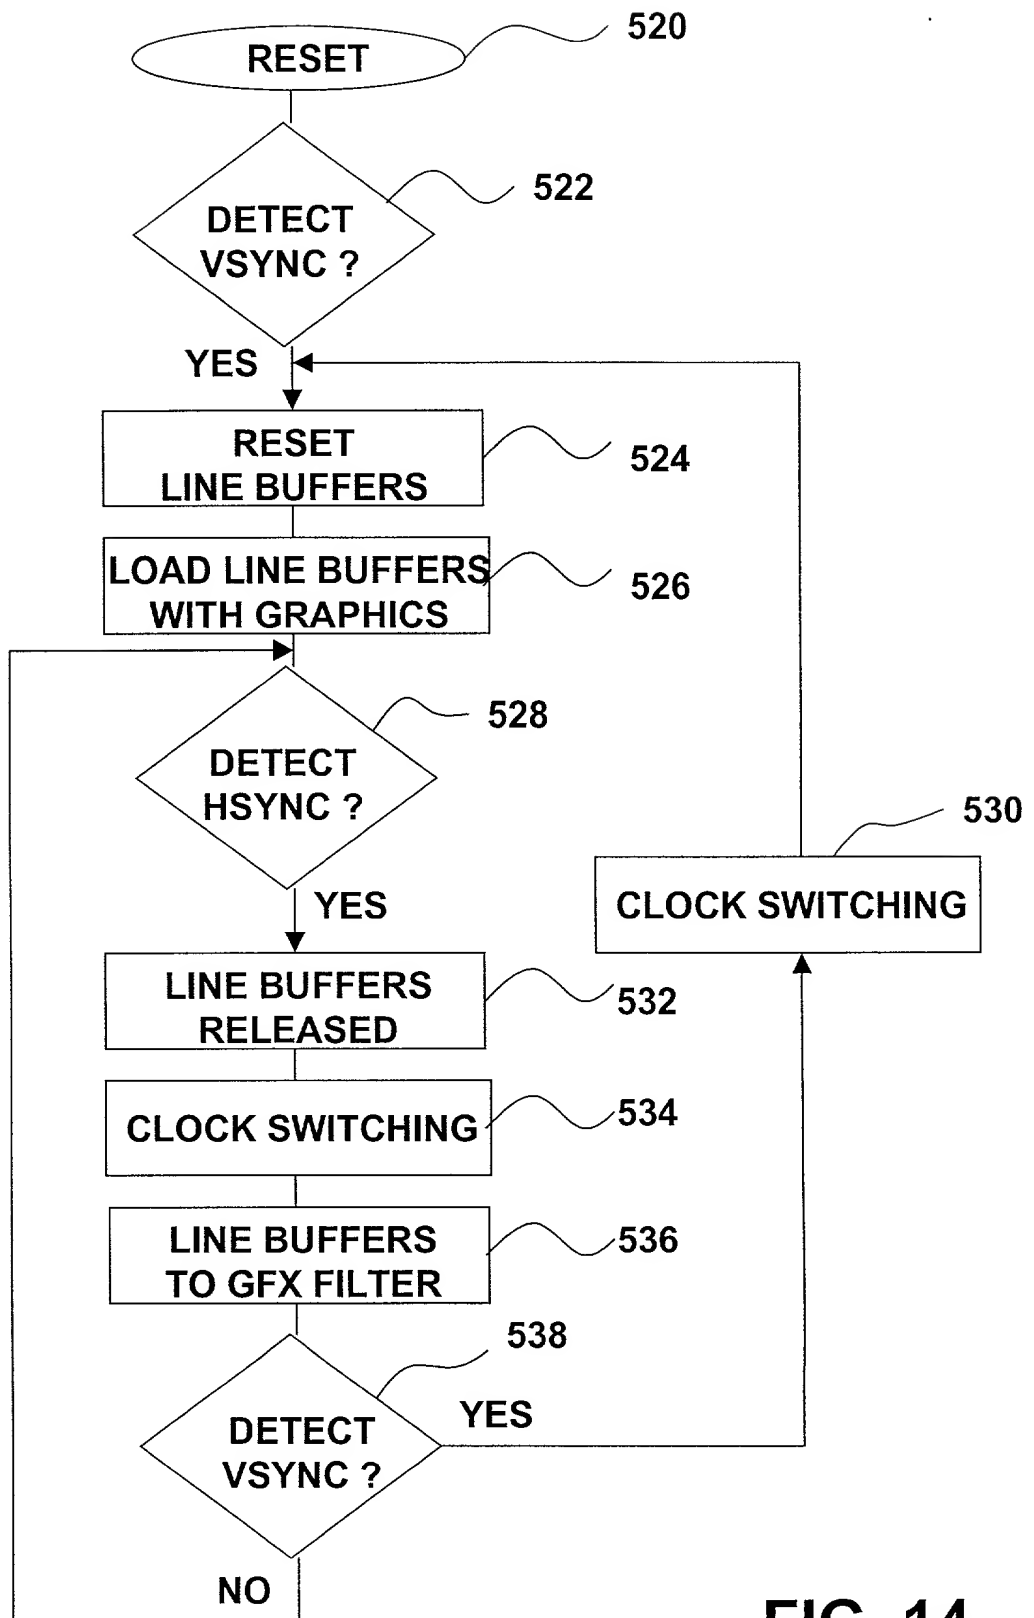 RESET
520
DETECT
VSYNC ?
522
YES
RESET
LINE BUFFERS
524
LOAD LINE BUFFERS
WITH GRAPHICS
526
DETECT
HSYNC ?
528
530
CLOCK SWITCHING
YES
LINE BUFFERS
RELEASED
532
CLOCK SWITCHING
534
LINE BUFFERS
TO GFX FILTER
536
538
DETECT
VSYNC ?
YES
NO
FIG. 14